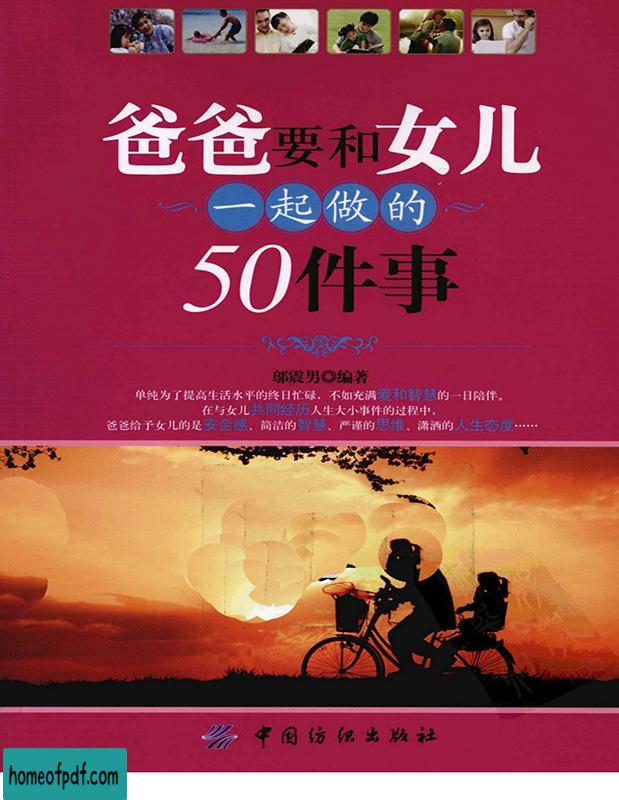 爸爸要和女儿
一起做的
50件事
邬震男◎编著
单纯为了提高生活水平的终日忙碌，不如充满爱和智慧的一日陪伴。
在与女儿共同经历人生大小事件的过程中，
爸爸给予女儿的是安全感、简洁的智慧、严谨的思维、潇洒的人生态度……
中国纺织出版社
homeofpdf.com